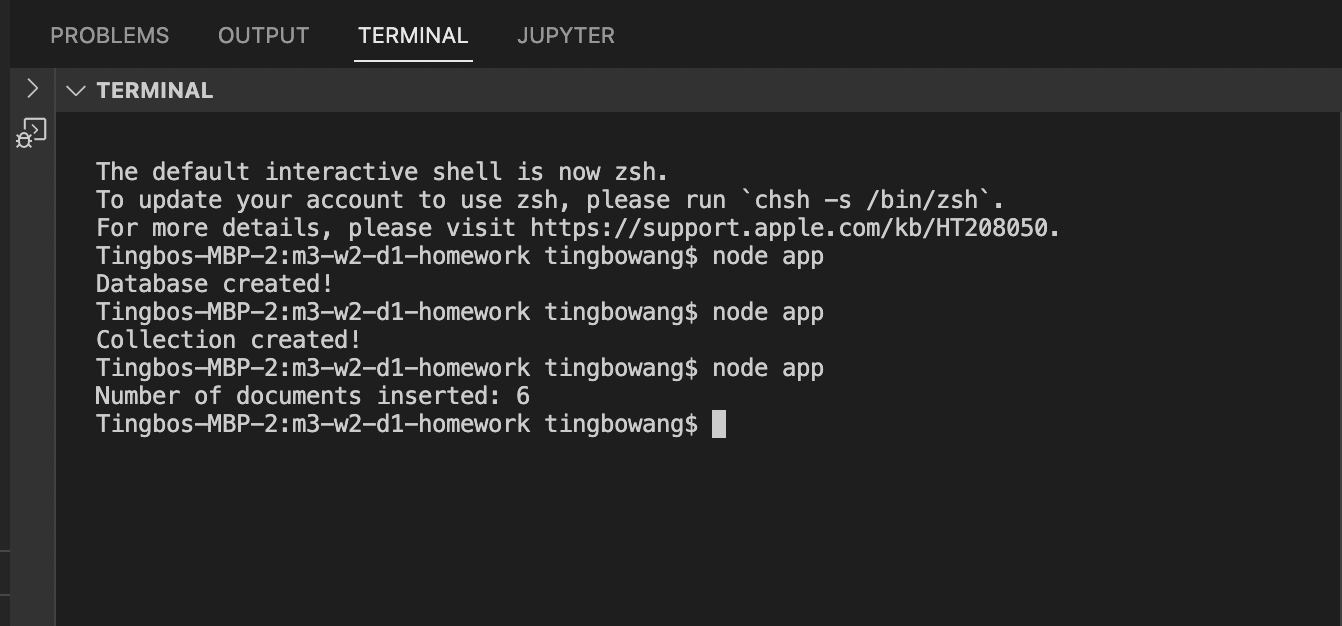 PROBLEMS OUTPUT TERMINAL JUPYTER
TERMINAL
The default interactive shell is now zsh.
To update your account to use zsh, please run `chsh -s /bin/zsh`.
For more details, please visit https://support.apple.com/kb/HT208050.
Tingbos-MBP-2:m3-w2-d1-homework tingbowang$ node app
Database created!
Tingbos-MBP-2:m3-w2-d1-homework tingbowang$ node app
Collection created!
Tingbos-MBP-2:m3-w2-d1-homework tingbowang$ node app
Number of documents inserted: 6
Tingbos-MBP-2:m3-w2-d1-homework tingbowang$